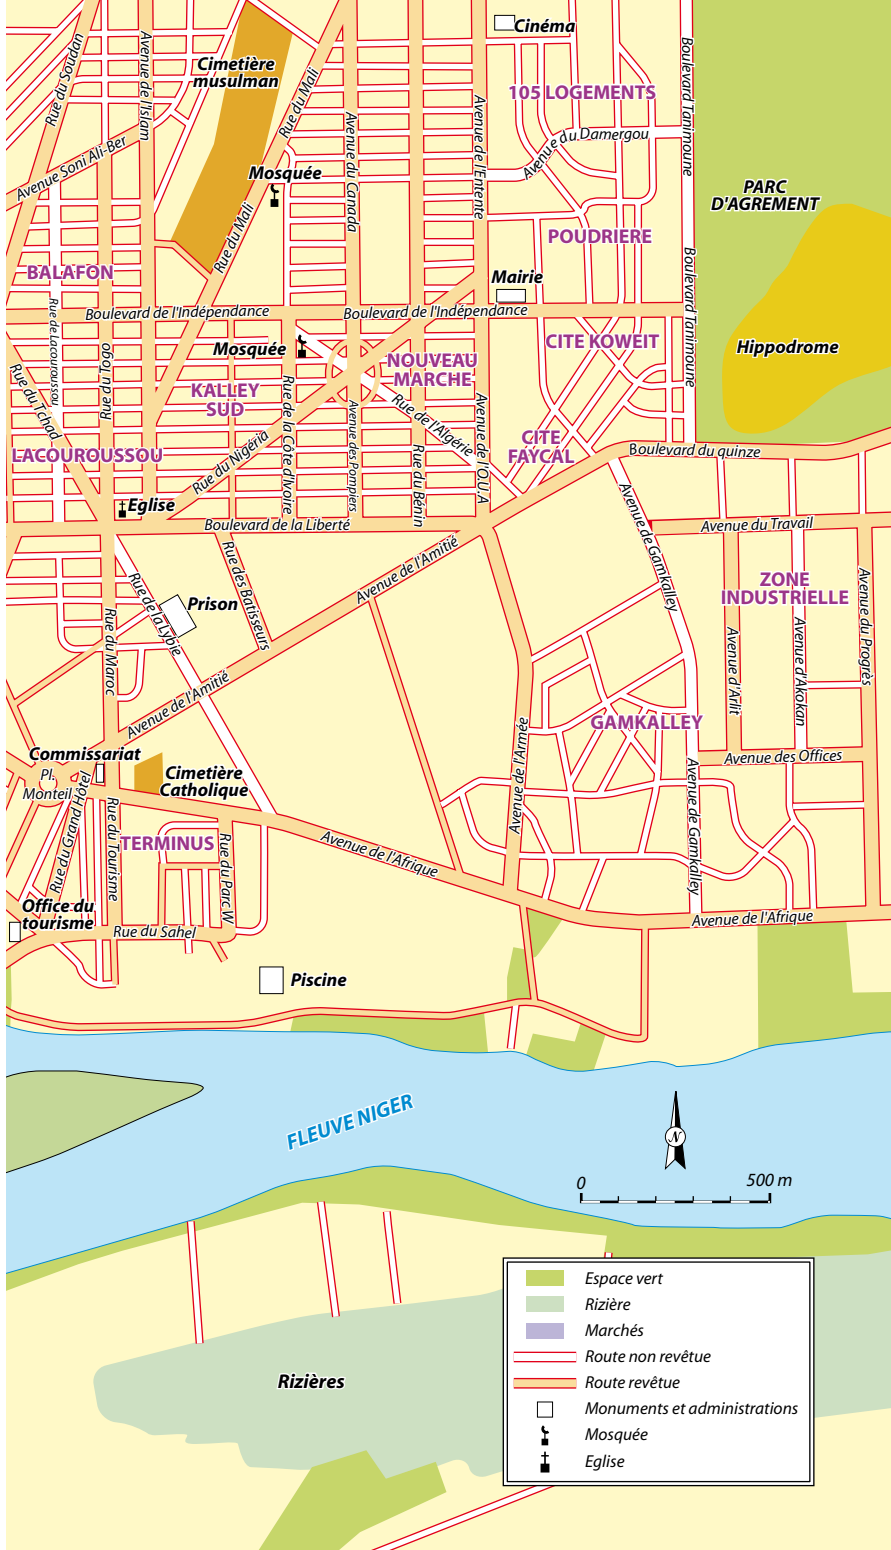 Cinéma
Rue du Soudan
Avenue de l'Islam
Cimetière
musulman
Rue du Mali
105 LOGEMENTS
Boulevard Tanimoune
Avenue Soni Ali-Ber
Avenue du Canada
Avenue de l'Entente
Avenue du Damergou
Mosquée
PARC
D'AGREMENT
Rue du Mali
POUDRIERE
BALAFON
Mairie
Boulevard Tanimoune
Rue de Lacouroussou
Boulevard de l'Indépendance
Boulevard de l'Indépendance
Mosquée
CITE KOWEIT
Hippodrome
Rue du Togo
NOUVEAU
MARCHE
KALLEY
SUD
Rue du Tchad
Rue de la Côte d'Ivoire
Avenue des Pompiers
Rue de l'Algérie
Avenue de l'O.U.A
CITE
FAYCAL
LACOUROUSSOU
Rue du Nigéria
Rue du Bénin
Boulevard du quinze
Eglise
Boulevard de la Liberté
Avenue de Gamkalley
Avenue du Travail
Rue des Batisseurs
Avenue de l'Amitié
Rue de la Lybie
Prison
ZONE
INDUSTRIELLE
Avenue du Progrès
Rue du Maroc
Avenue d'Arlit
Avenue d'Akokan
Avenue de l'Amitié
GAMKALLEY
Avenue de l'Armée
Commissariat
Pl.
Monteil
Cimetière
Catholique
Avenue des Offices
Avenue de Gamkalley
Rue du Grand Hôtel
Rue du Tourisme
TERMINUS
Rue du Parc W
Avenue de l'Afrique
Office du
tourisme
Rue du Sahel
Avenue de l'Afrique
Piscine
FLEUVE NIGER
N
0 500 m
Espace vert
Rizière
Marchés
Route non revêtue
Route revêtue
Monuments et administrations
Mosquée
Eglise
Rizières